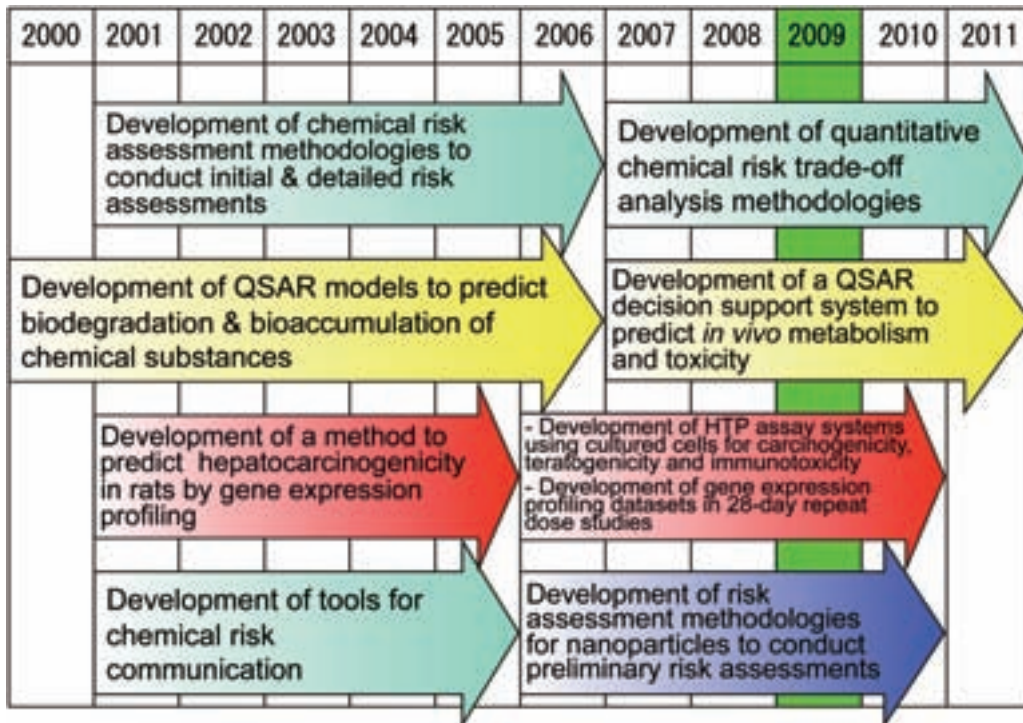 2000 2001 2002 2003 2004 2005 2006 2007 2008 2009 2010 2011
Development of chemical risk
assessment methodologies to
conduct initial & detailed risk
assessments
Development of quantitative
chemical risk trade-off
analysis methodologies
Development of QSAR models to predict
biodegradation & bioaccumulation of
chemical substances
Development of a QSAR
decision support system to
predict in vivo metabolism
and toxicity
Development of a method to
predict hepatocarcinogenicity
in rats by gene expression
profiling
- Development of HTP assay systems
using cultured cells for carcinogenicity,
teratogenicity and immunotoxicity
- Development of gene expression
profiling datasets in 28-day repeat
dose studies
Development of tools for
chemical risk
communication
Development of risk
assessment methodologies
for nanoparticles to conduct
preliminary risk assessments